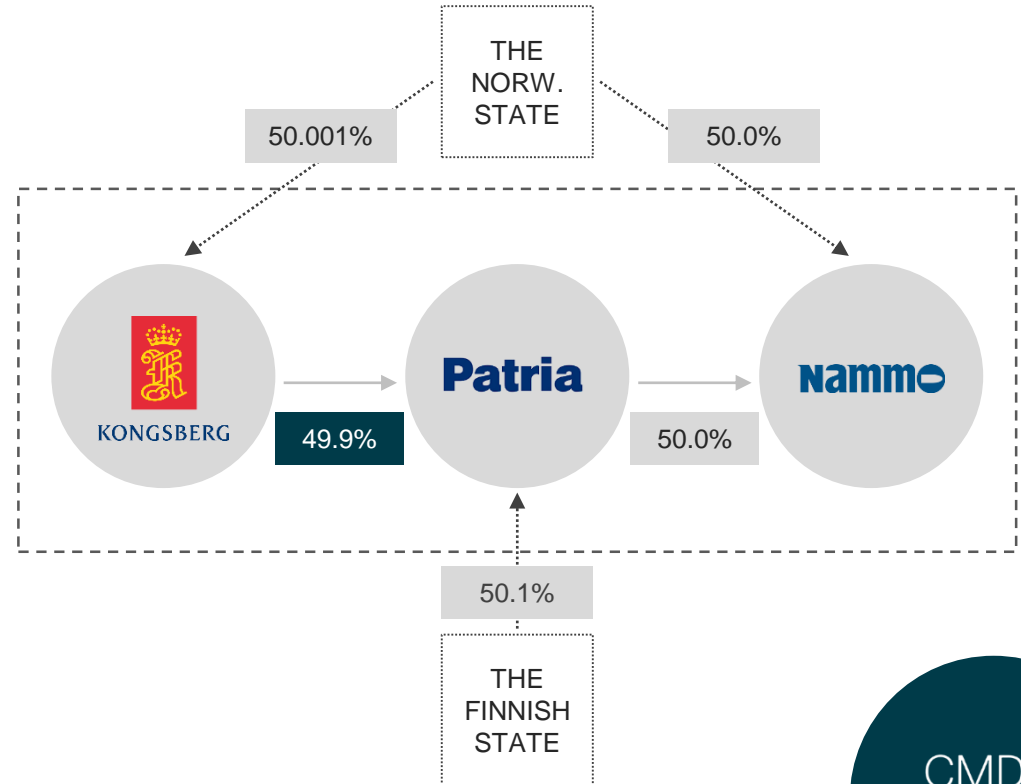 THE
NORW.
STATE
50.001%
50.0%
KONGSBERG
Patria
Nammo
49.9%
50.0%
50.1%
THE
FINNISH
STATE
CMD